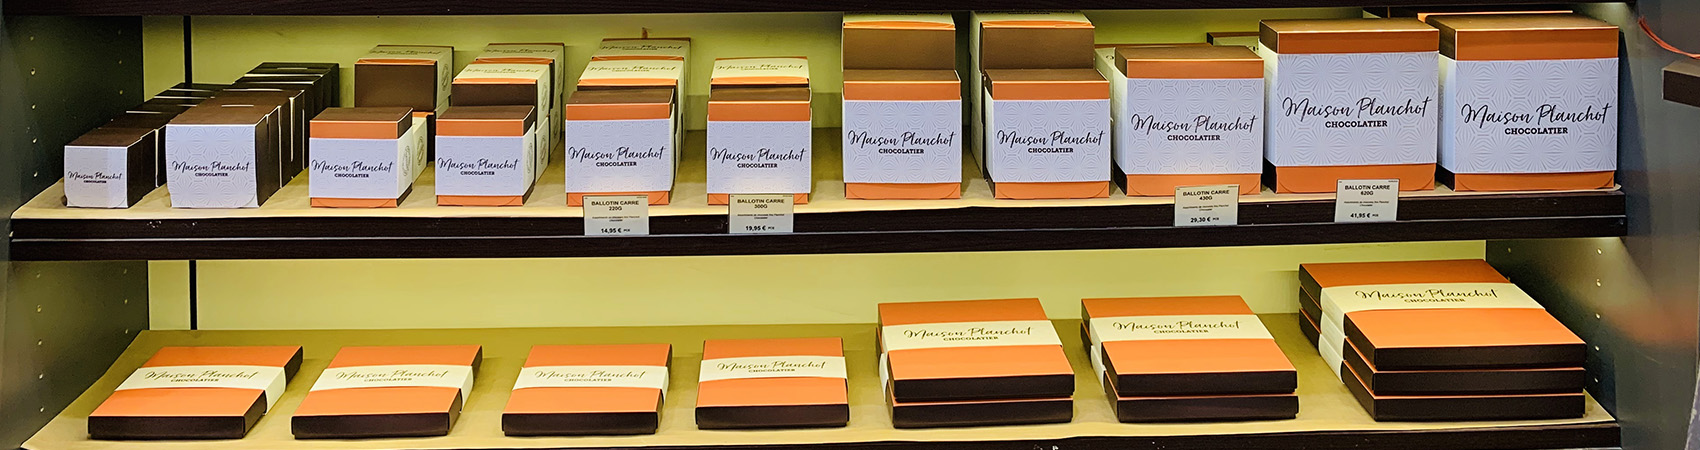 Maison Planchot
CHOCOLATIER
Maison Planchot
CHOCOLATIER
Maison Planchot
CHOCOLATIER
Maison Planchot
CHOCOLATIER
Maison Planchot
CHOCOLATIER
Maison Planchot
CHOCOLATIER
Maison Planchot
CHOCOLATIER
Maison Planchot
CHOCOLATIER
Maison Planchot
CHOCOLATIER
Maison Planchot
CHOCOLATIER
Maison Planchot
CHOCOLATIER
BALLOTIN CARRE
220G
14,95 €
BALLOTIN CARRE
300G
19,95 €
BALLOTIN CARRE
430G
29,30 €
BALLOTIN CARRE
620G
41,95 €
Maison Planchot
CHOCOLATIER
Maison Planchot
CHOCOLATIER
Maison Planchot
CHOCOLATIER
Maison Planchot
CHOCOLATIER
Maison Planchot
CHOCOLATIER
Maison Planchot
CHOCOLATIER
Maison Planchot
CHOCOLATIER